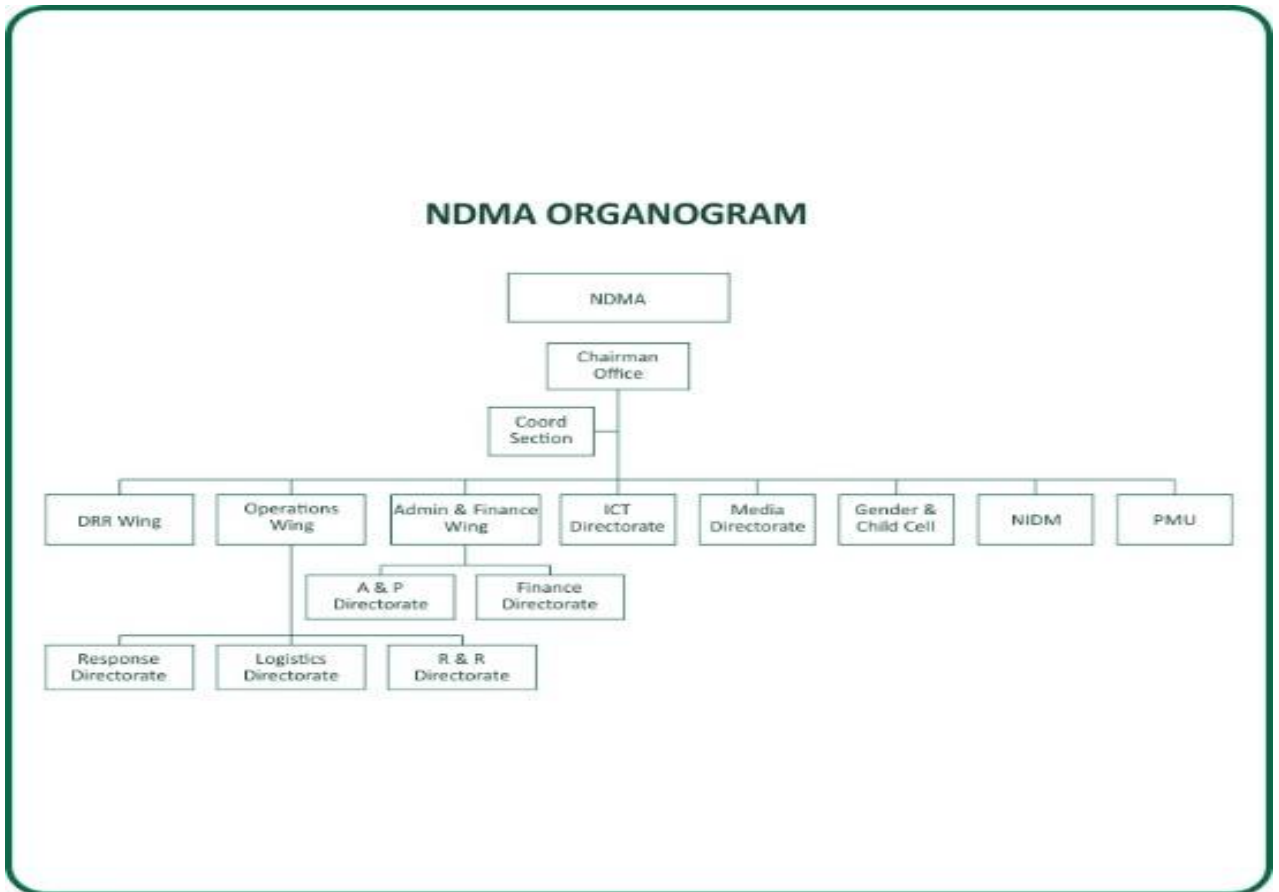 NDMA ORGANOGRAM
NDMA
Chairman
Office
Coord
Section
DRR Wing
Operations
Wing
Admin & Finance
Wing
ICT
Directorate
Media
Directorate
Gender &
Child Cell
NIDM
PMU
A & P
Directorate
Finance
Directorate
Response
Directorate
Logistics
Directorate
R & R
Directorate